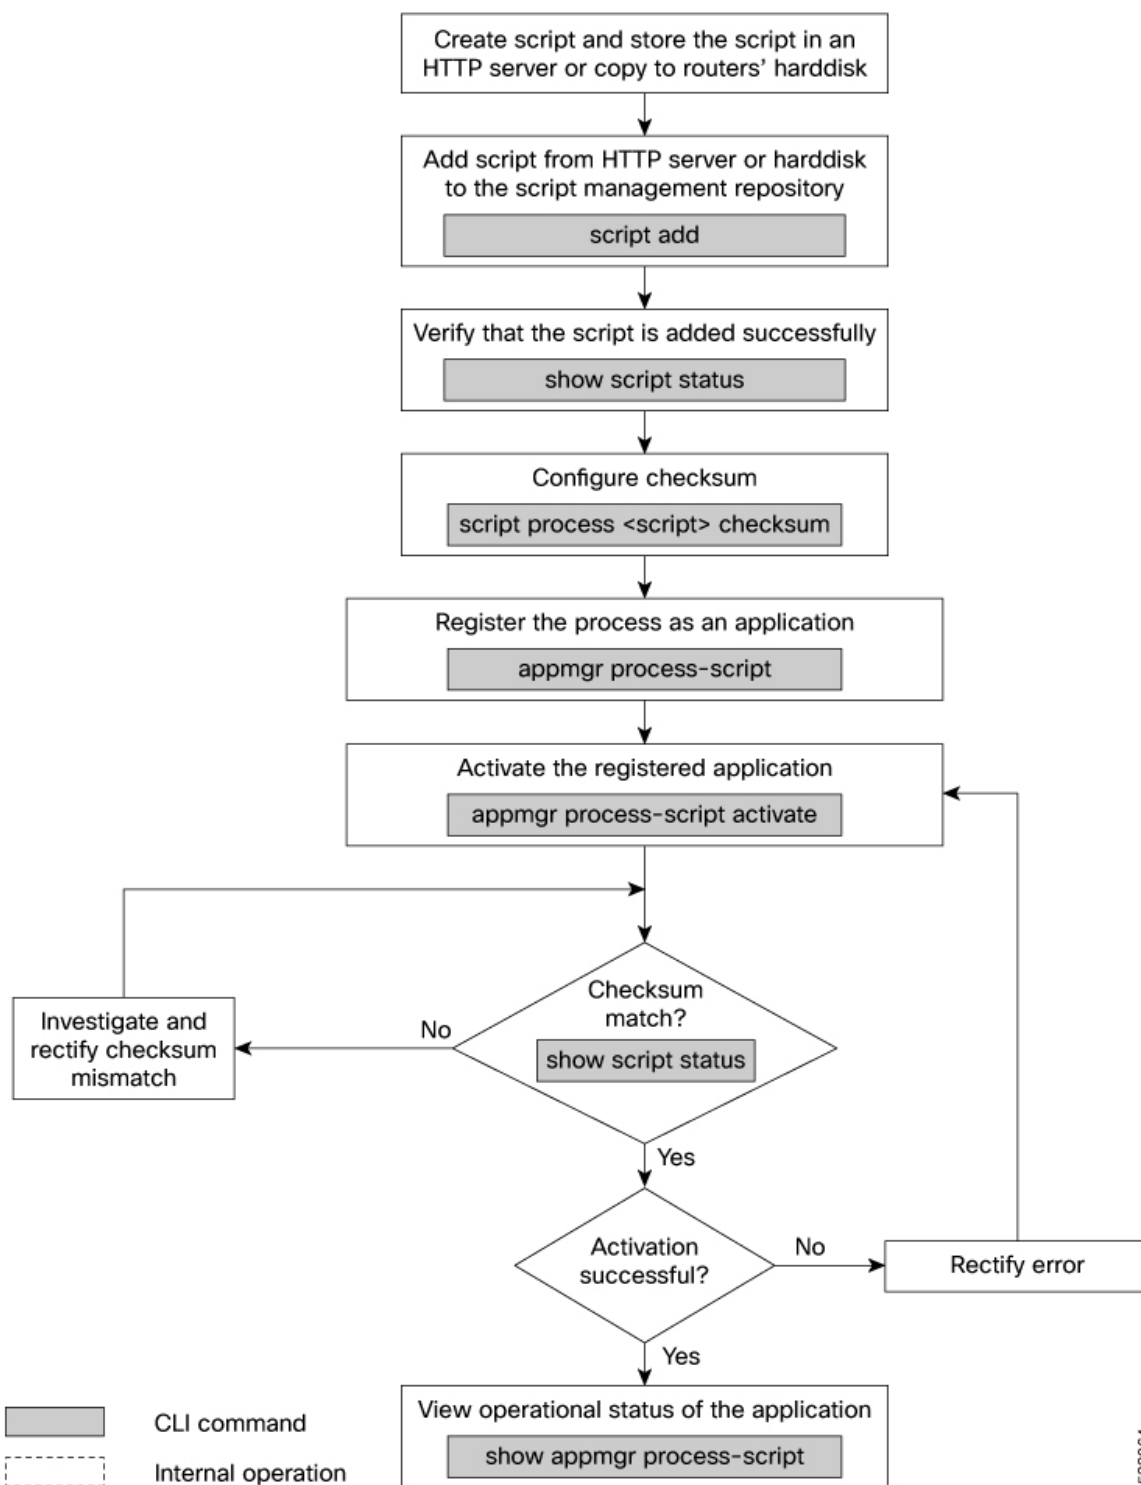 Create script and store the script in an
HTTP server or copy to routers’ harddisk
Add script from HTTP server or harddisk
to the script management repository
script add
Verify that the script is added successfully
show script status
Configure checksum
script process <script> checksum
Register the process as an application
appmgr process-script
Activate the registered application
appmgr process-script activate
Checksum
match?
show script status
No
Investigate and
rectify checksum
mismatch
Yes
Activation
successful?
No
Rectify error
Yes
View operational status of the application
show appmgr process-script
CLI command
Internal operation